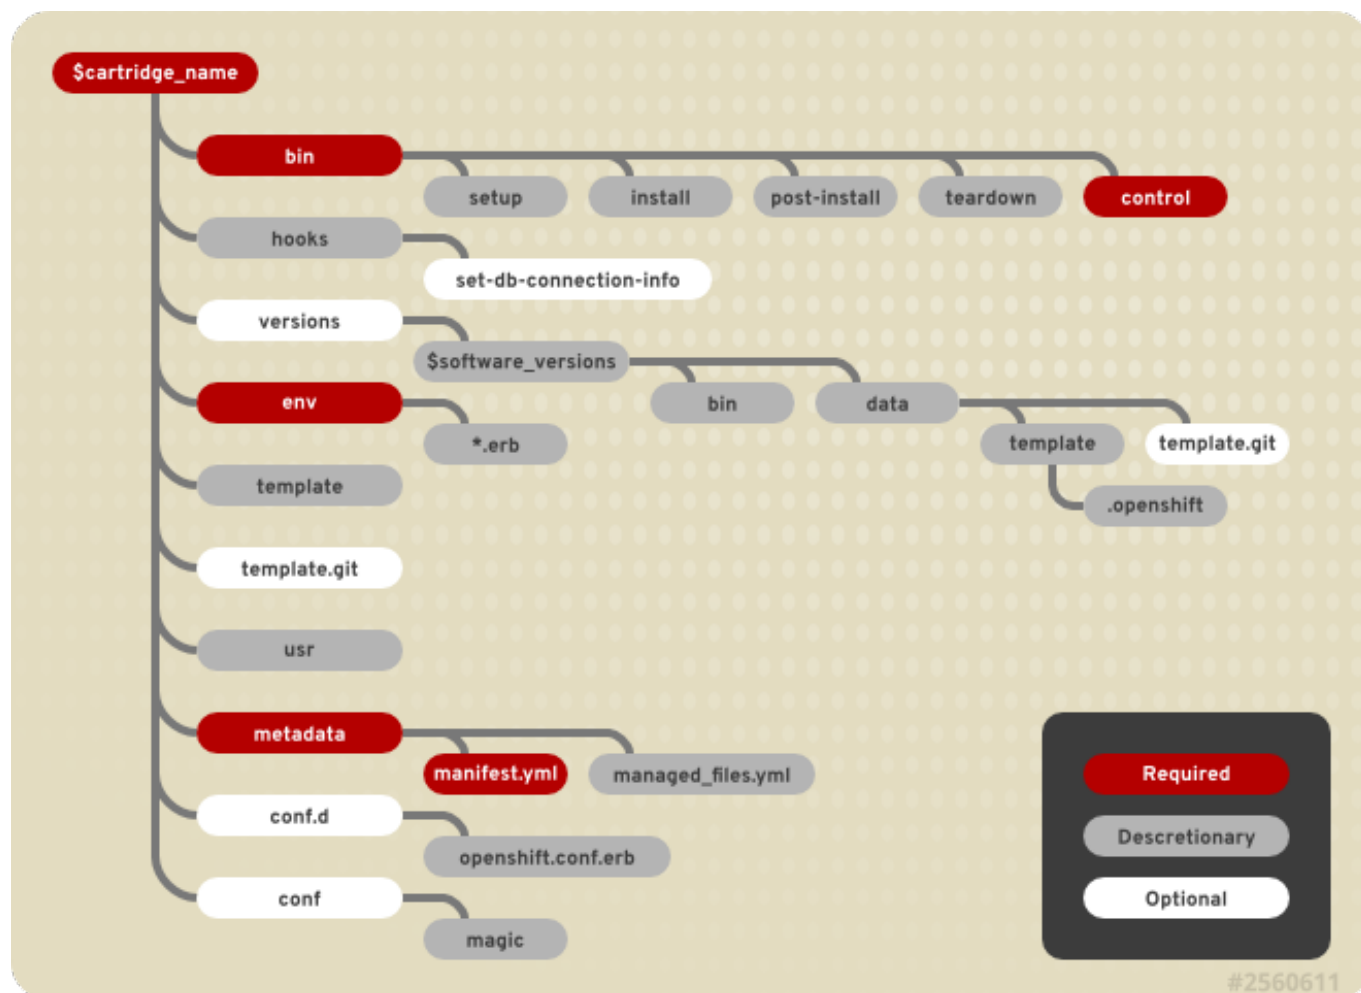 $cartridge_name
bin
setup
install
post-install
teardown
control
hooks
set-db-connection-info
versions
$software_versions
env
bin
data
*.erb
template
template.git
template
.openshift
template.git
usr
metadata
manifest.yml
managed_files.yml
Required
conf.d
Descretionary
openshift.conf.erb
conf
Optional
magic
#2560611